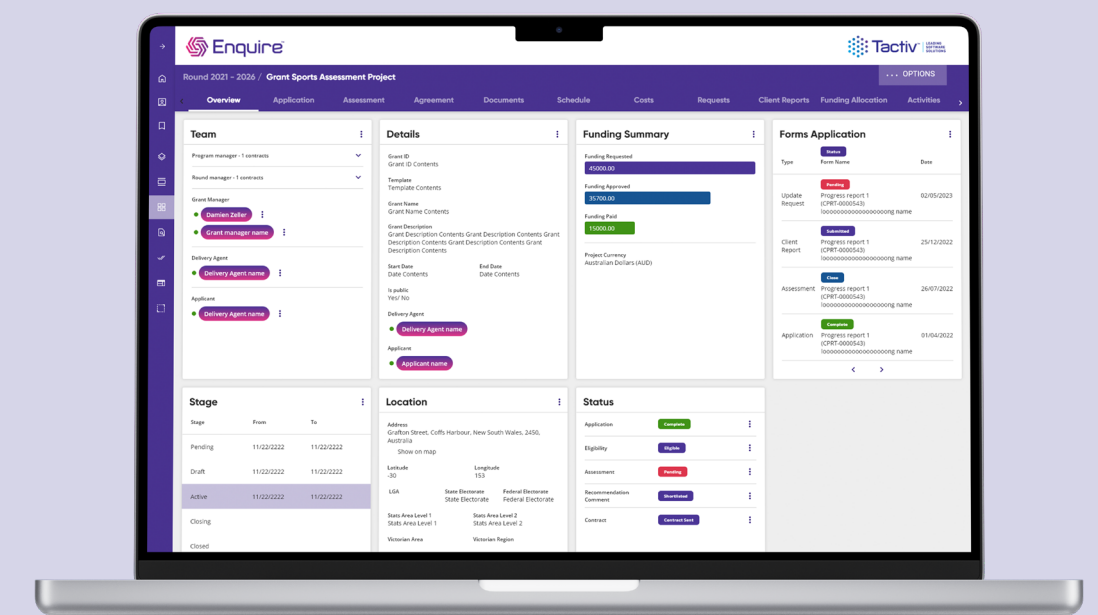 Enquire™
Tactiv™ LEADING SOFTWARE SOLUTIONS
Round 2021 - 2026 / Grant Sports Assessment Project
... OPTIONS
Overview Application Assessment Agreement Documents Schedule Costs Requests Client Reports Funding Allocation Activities
Team
Program manager - 1 contracts
Round manager - 1 contracts
Grant Manager
Damien Zeller
Grant manager name
Delivery Agent
Delivery Agent name
Applicant
Delivery Agent name
Details
Grant ID
Grant ID Contents
Template
Template Contents
Grant Name
Grant Name Contents
Grant Description
Grant Description Contents Grant Description Contents Grant
Description Contents Grant Description Contents Grant
Description Contents
Start Date End Date
Date Contents Date Contents
Is public
Yes/ No
Delivery Agent
Delivery Agent name
Applicant
Applicant name
Funding Summary
Funding Requested
45000.00
Funding Approved
35700.00
Funding Paid
15000.00
Project Currency
Australian Dollars (AUD)
Forms Application
Status
Type Form Name Date
Pending
Update Progress report 1 02/05/2023
Request (CPRT-0000543)
looooooooooooooooong name
Submitted
Client Progress report 1 25/12/2022
Report (CPRT-0000543)
looooooooooooooooong name
Close
Assessment Progress report 1 26/07/2022
(CPRT-0000543)
looooooooooooooooong name
Complete
Application Progress report 1 01/04/2022
(CPRT-0000543)
looooooooooooooooong name
Stage
Stage From To
Pending 11/22/2222 11/22/2222
Draft 11/22/2222 11/22/2222
Active 11/22/2222 11/22/2222
Closing
Closed
Location
Address
Grafton Street, Coffs Harbour, New South Wales, 2450,
Australia
Show on map
Latitude Longitude
-30 153
LGA State Electorate Federal Electorate
State Electorate Federal Electorate
Stats Area Level 1 Stats Area Level 2
Stats Area Level 1 Stats Area Level 2
Victorian Area Victorian Region
Status
Application Complete
Eligibility Eligible
Assessment Pending
Recommendation Shortlisted
Comment
Contract Contract Sent